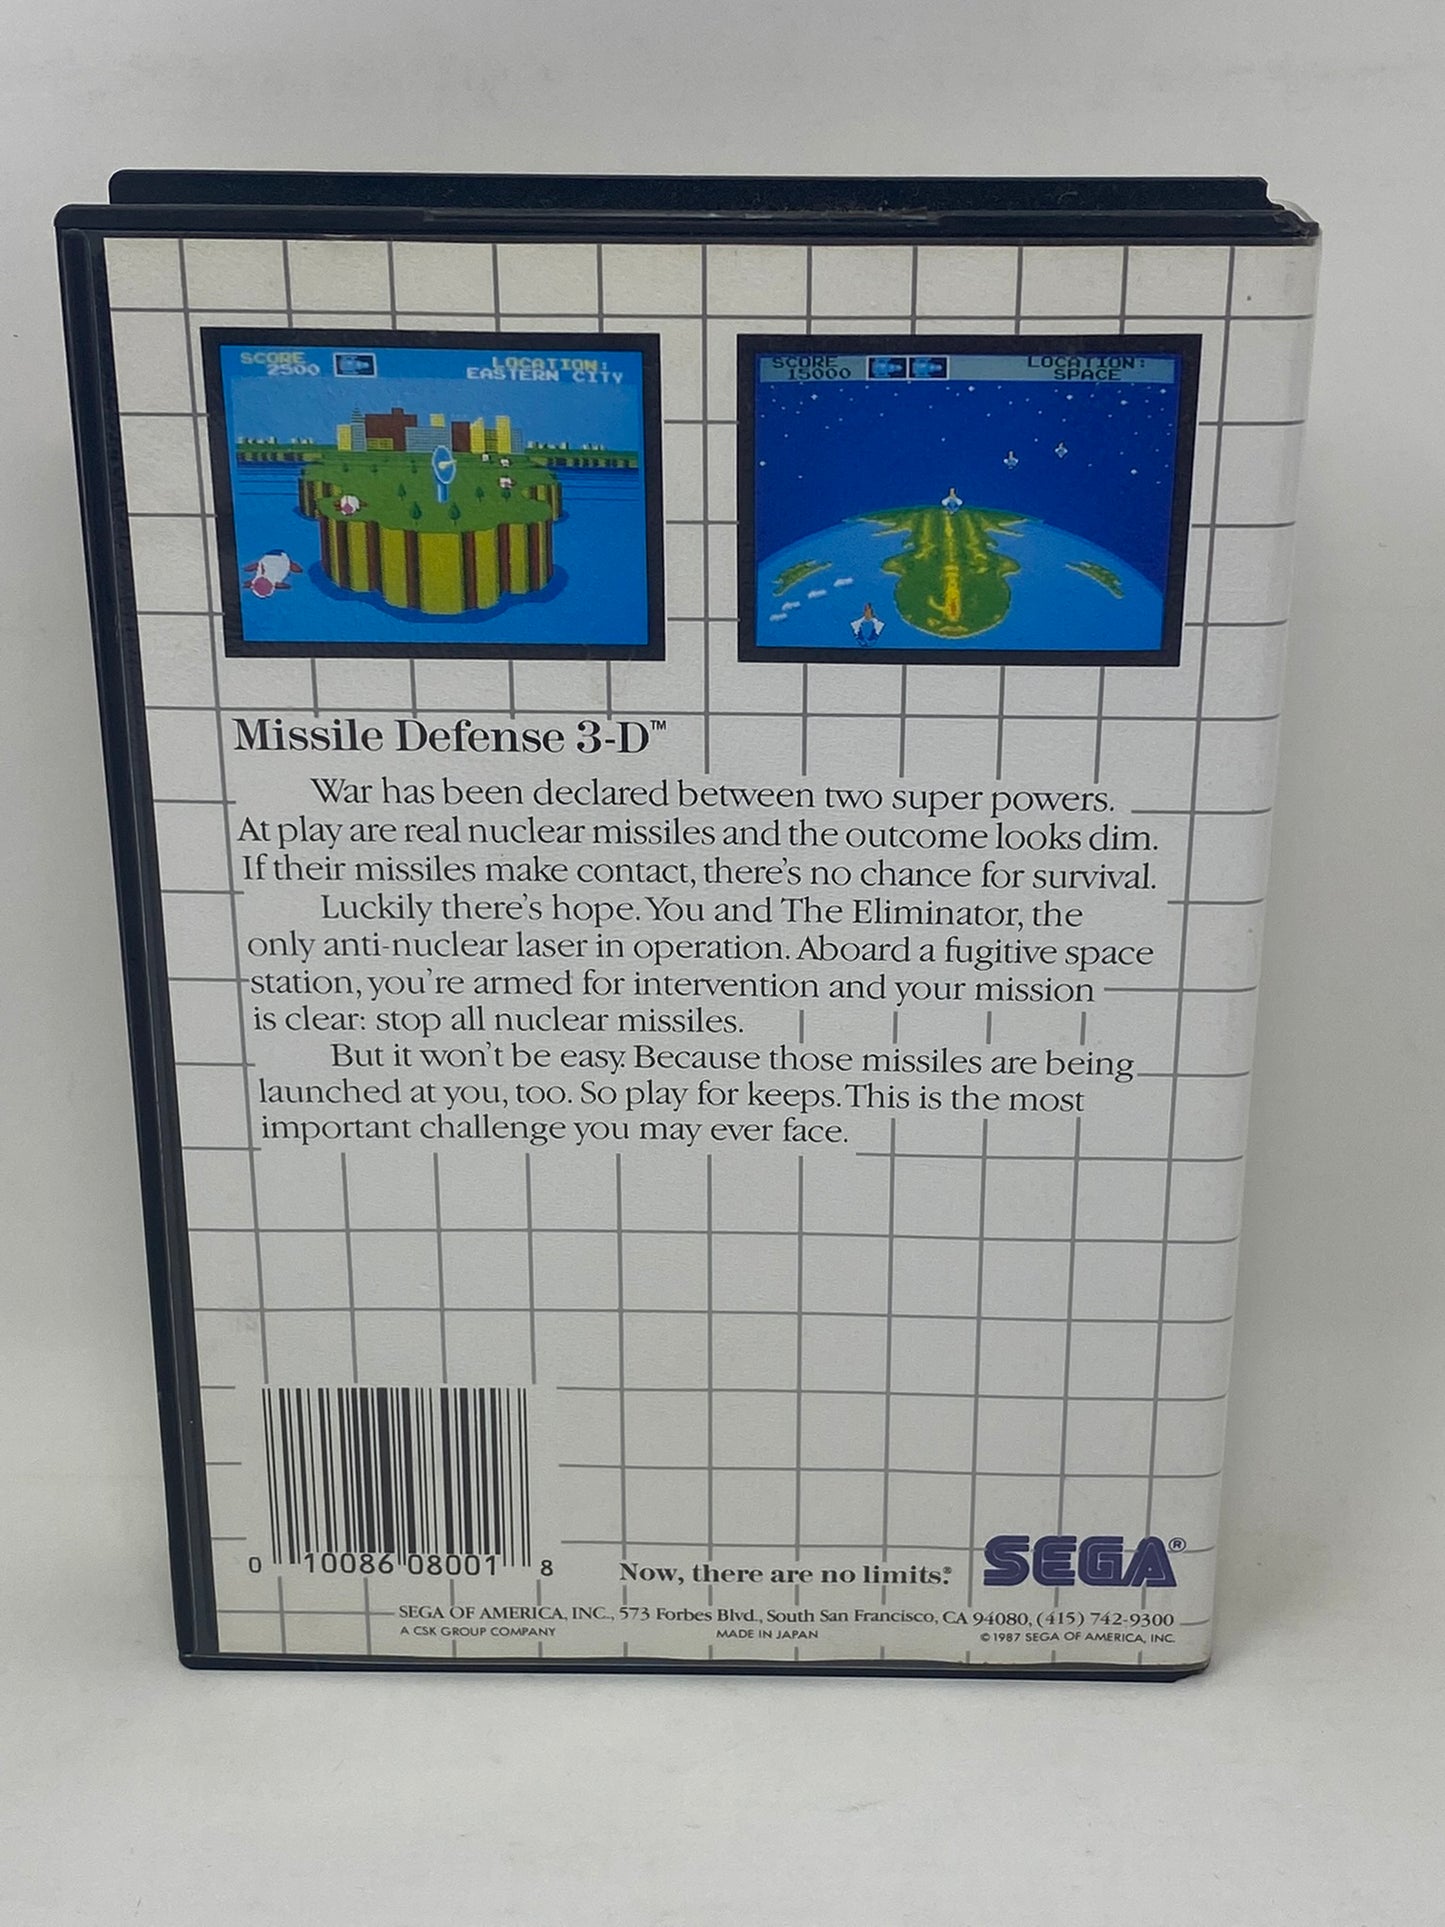 SCORE
2500
LOCATION:
EASTERN CITY
SCORE
15000
LOCATION:
SPACE
Missile Defense 3-D™
War has been declared between two super powers.
At play are real nuclear missiles and the outcome looks dim.
If their missiles make contact, there's no chance for survival.
Luckily there's hope. You and The Eliminator, the
only anti-nuclear laser in operation. Aboard a fugitive space
station, you're armed for intervention and your mission
is clear: stop all nuclear missiles.
But it won't be easy. Because those missiles are being
launched at you, too. So play for keeps. This is the most
important challenge you may ever face.
0 10086 08001 8
Now, there are no limits.®
SEGA®
SEGA OF AMERICA, INC., 573 Forbes Blvd., South San Francisco, CA 94080, (415) 742-9300
A CSK GROUP COMPANY MADE IN JAPAN ©1987 SEGA OF AMERICA, INC.